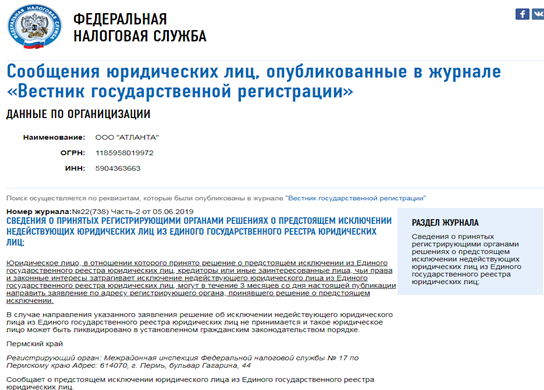 ФЕДЕРАЛЬНАЯ
НАЛОГОВАЯ СЛУЖБА
Сообщения юридических лиц, опубликованные в журнале
«Вестник государственной регистрации»
ДАННЫЕ ПО ОРГАНИЦИЗАЦИИ
Наименование: ООО "АТЛАНТА"
ОГРН: 1185958019972
ИНН: 5904363663
Поиск осуществляется по реквизитам, которые были опубликованы в журнале "Вестник государственной регистрации"
Номер журнала:№22(738) Часть-2 от 05.06.2019
СВЕДЕНИЯ О ПРИНЯТЫХ РЕГИСТРИРУЮЩИМИ ОРГАНАМИ РЕШЕНИЯХ О ПРЕДСТОЯЩЕМ ИСКЛЮЧЕНИИ
НЕДЕЙСТВУЮЩИХ ЮРИДИЧЕСКИХ ЛИЦ ИЗ ЕДИНОГО ГОСУДАРСТВЕННОГО РЕЕСТРА ЮРИДИЧЕСКИХ
ЛИЦ;
Юридическое лицо, в отношении которого принято решение о предстоящем исключении из Единого
государственного реестра юридических лиц, кредиторы или иные заинтересованные лица, чьи права
и законные интересы затрагивает исключением недействующего юридического лица из Единого
государственного реестра юридических лиц, могут в течение 3 месяцев со дня настоящей публикации
направить заявление по адресу регистрирующего органа, принявшего решение о предстоящем
исключении.
В случае направления указанного заявления решение об исключении недействующего юридического
лица из Единого государственного реестра юридических лиц не принимается и такое юридическое
лицо может быть ликвидировано в установленном гражданским законодательством порядке.
Пермский край
Регистрирующий орган: Межрайонная инспекция Федеральной налоговой службы № 17 по
Пермскому краю Адрес: 614070, г. Пермь, бульвар Гагарина, 44
Сообщает о предстоящем исключении юридического лица из Единого государственного реестра
юридических лиц
РАЗДЕЛ ЖУРНАЛА
Сведения о принятых
регистрирующими органами
решениях о предстоящем
исключении недействующих
юридических лиц из Единого
государственного реестра
юридических лиц;